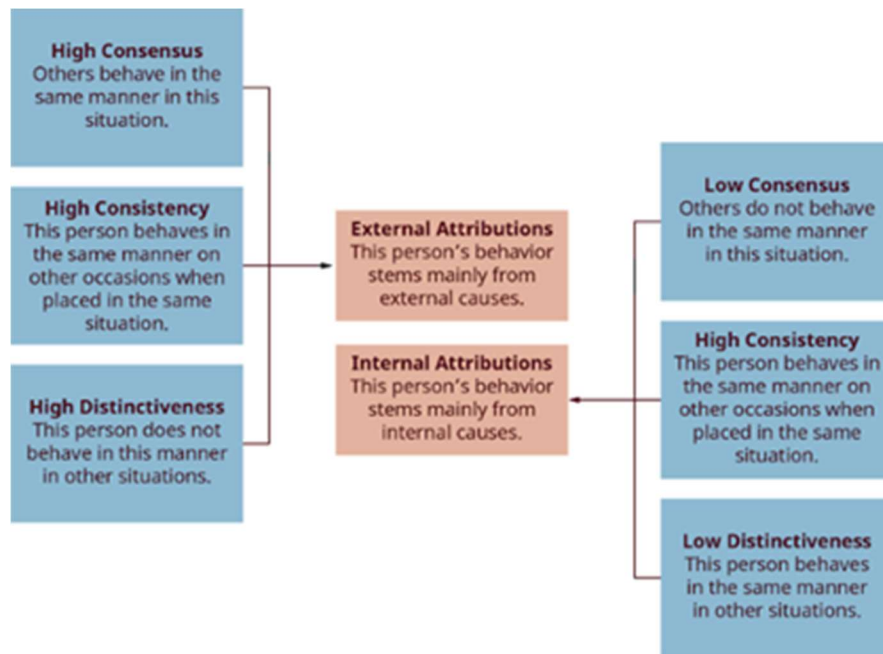 High Consensus
Others behave in the
same manner in this
situation.
High Consistency
This person behaves in
the same manner on
other occasions when
placed in the same
situation.
High Distinctiveness
This person does not
behave in this manner
in other situations.
External Attributions
This person's behavior
stems mainly from
external causes.
Internal Attributions
This person's behavior
stems mainly from
internal causes.
Low Consensus
Others do not behave
in the same manner
in this situation.
High Consistency
This person behaves in
the same manner on
other occasions when
placed in the same
situation.
Low Distinctiveness
This person behaves
in the same manner
in other situations.